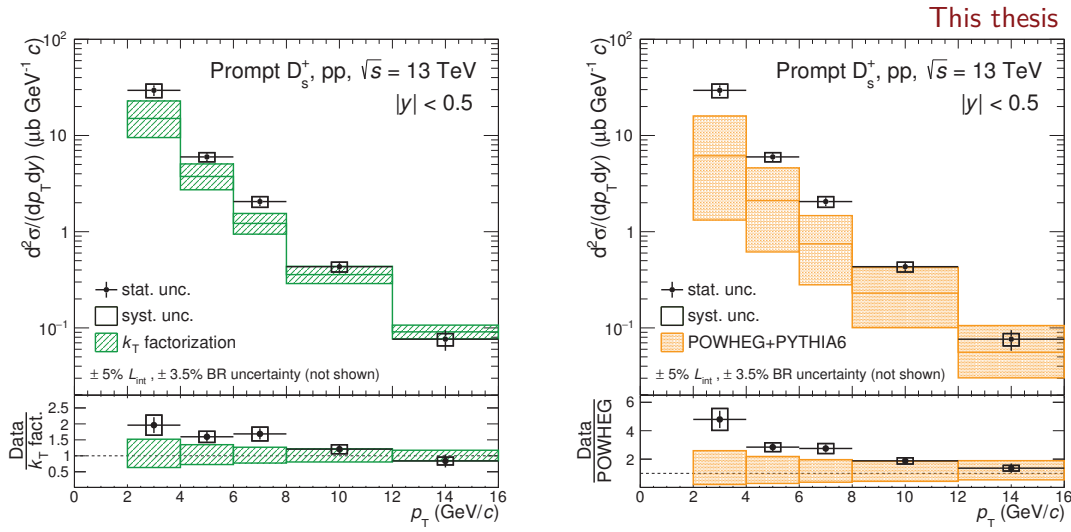 This thesis
10²
10
1
10⁻¹
d²σ/(dp_T dy) (μb GeV⁻¹ c)
Prompt D_s⁺, pp, √s = 13 TeV
|y| < 0.5
stat. unc.
syst. unc.
k_T factorization
± 5% L_int , ± 3.5% BR uncertainty (not shown)
2.5
2
1.5
1
0.5
Data
k_T fact.
0 2 4 6 8 10 12 14 16
p_T (GeV/c)
10²
10
1
10⁻¹
d²σ/(dp_T dy) (μb GeV⁻¹ c)
Prompt D_s⁺, pp, √s = 13 TeV
|y| < 0.5
stat. unc.
syst. unc.
POWHEG+PYTHIA6
± 5% L_int , ± 3.5% BR uncertainty (not shown)
6
4
2
Data
POWHEG
0 2 4 6 8 10 12 14 16
p_T (GeV/c)